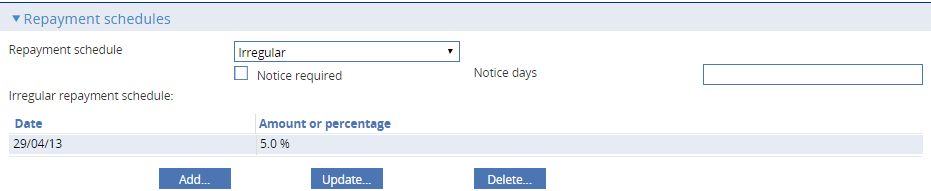 Repayment schedules
Repayment schedule Irregular
Notice required Notice days
Irregular repayment schedule:
Date Amount or percentage
29/04/13 5.0 %
Add... Update... Delete...